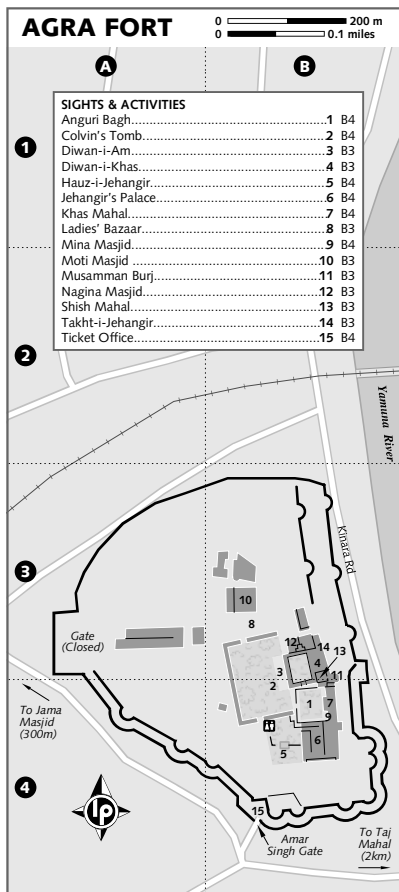 AGRA FORT
0 200 m
0 0.1 miles
A B
1
SIGHTS & ACTIVITIES
Anguri Bagh 1 B4
Colvin's Tomb 2 B4
Diwan-i-Am 3 B3
Diwan-i-Khas 4 B3
Hauz-i-Jehangir 5 B4
Jehangir's Palace 6 B4
Khas Mahal 7 B4
Ladies' Bazaar 8 B3
Mina Masjid 9 B4
Moti Masjid 10 B3
Musamman Burj 11 B3
Nagina Masjid 12 B3
Shish Mahal 13 B3
Takht-i-Jehangir 14 B3
Ticket Office 15 B4
2
Yamuna River
Kinara Rd
3
10
8
Gate
(Closed)
12 14 13
4
3
11
2
1
7
9
To Jama
Masjid
(300m)
5
6
4
lp
15
Amar
Singh Gate
To Taj
Mahal
(2km)